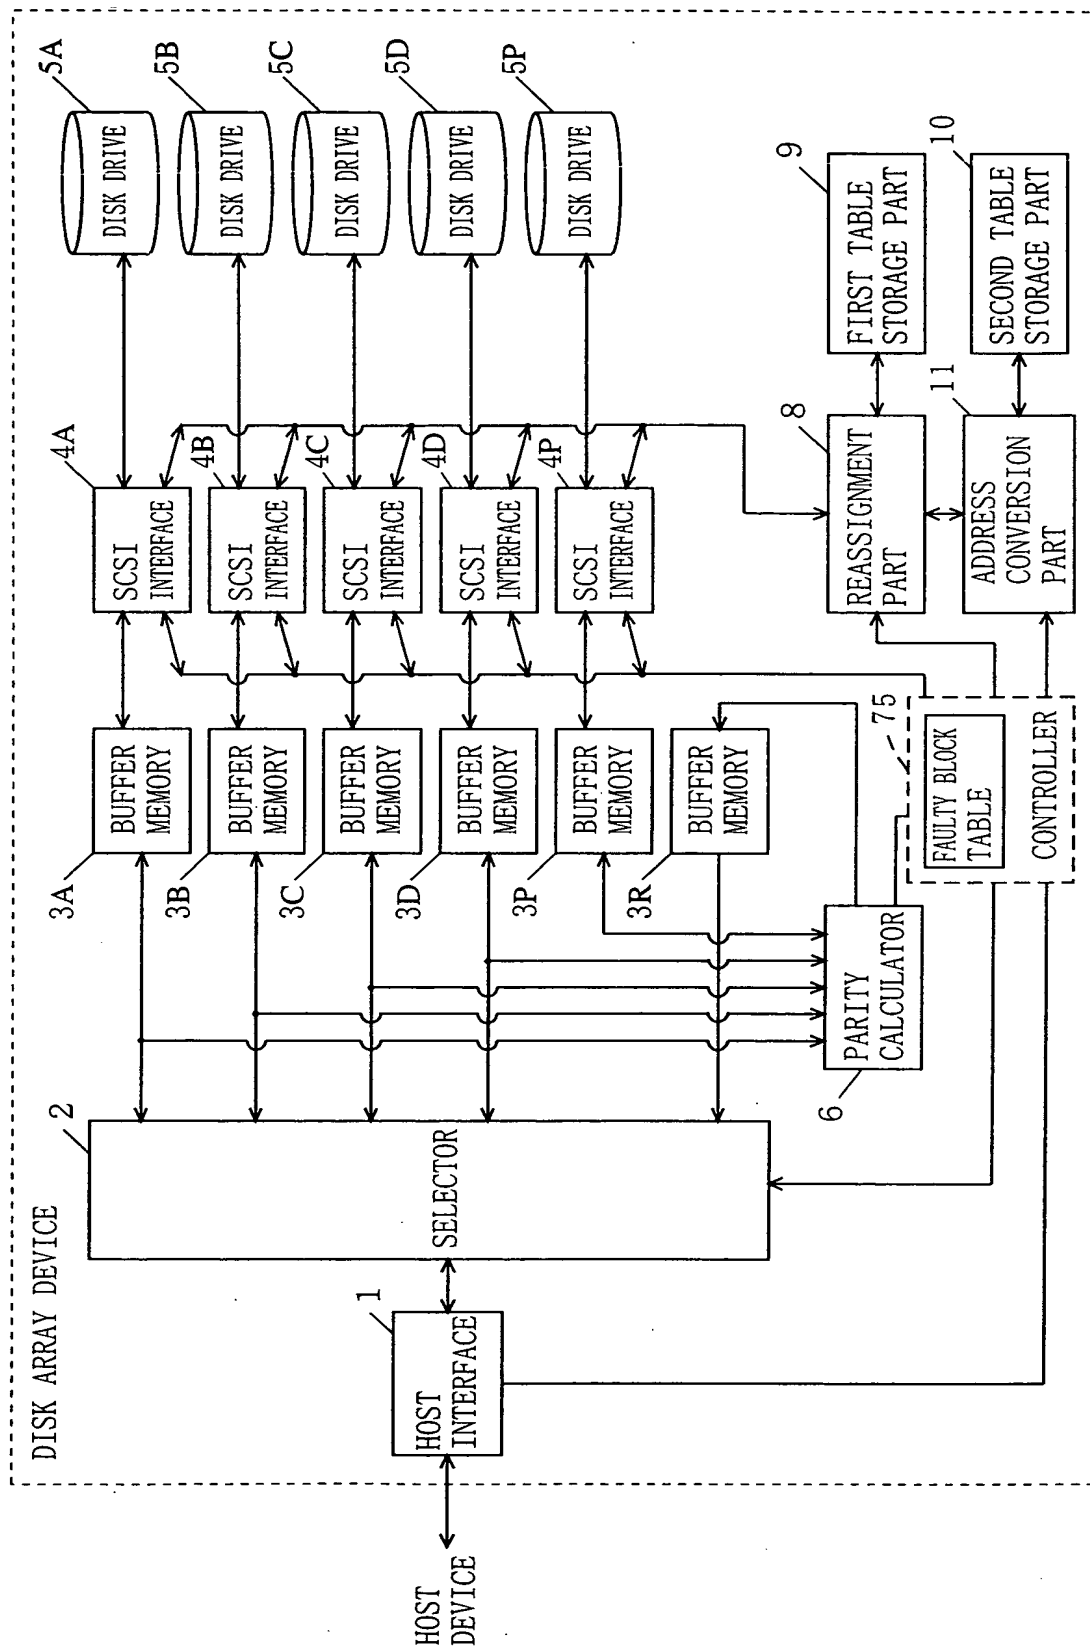 DISK ARRAY DEVICE
HOST
DEVICE
1
HOST
INTERFACE
2
SELECTOR
3A
BUFFER
MEMORY
3B
BUFFER
MEMORY
3C
BUFFER
MEMORY
3D
BUFFER
MEMORY
3P
BUFFER
MEMORY
3R
BUFFER
MEMORY
4A
SCSI
INTERFACE
4B
SCSI
INTERFACE
4C
SCSI
INTERFACE
4D
SCSI
INTERFACE
4P
SCSI
INTERFACE
5A
DISK DRIVE
5B
DISK DRIVE
5C
DISK DRIVE
5D
DISK DRIVE
5P
DISK DRIVE
6
PARITY
CALCULATOR
75
FAULTY BLOCK
TABLE
CONTROLLER
8
REASSIGNMENT
PART
9
FIRST TABLE
STORAGE PART
11
ADDRESS
CONVERSION
PART
10
SECOND TABLE
STORAGE PART